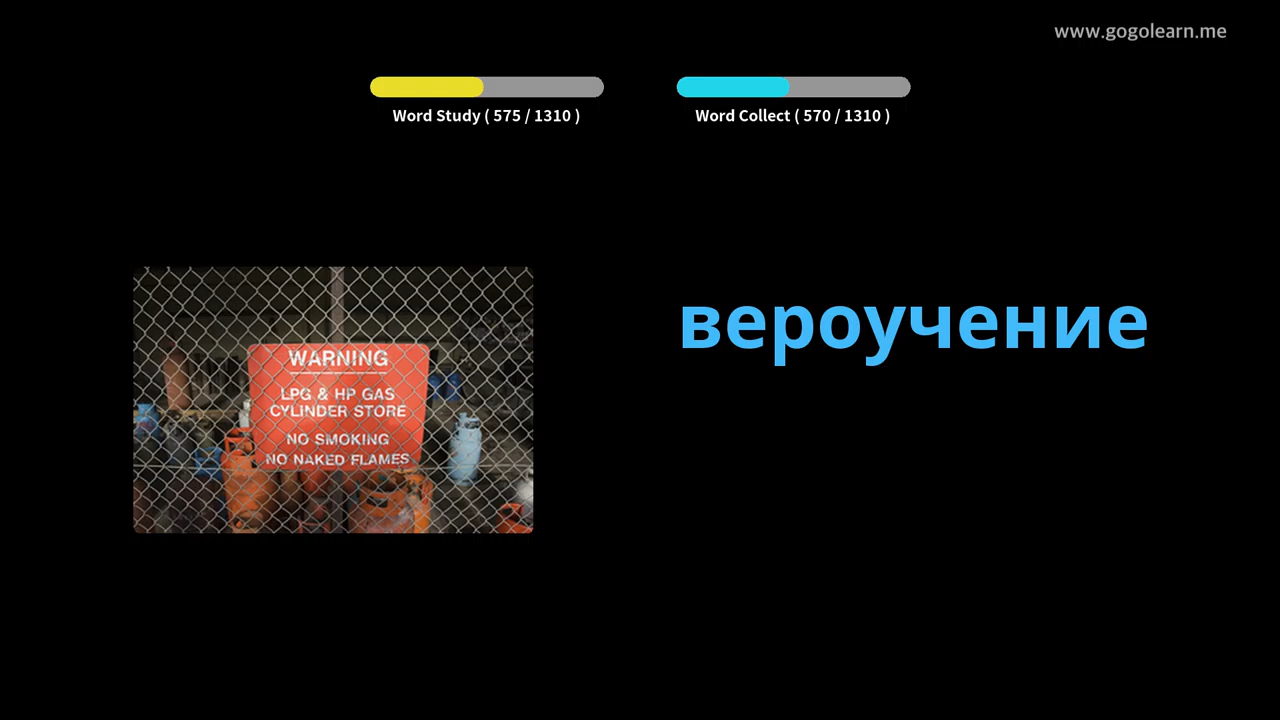 www.gogolearn.me
Word Study ( 575 / 1310 )
Word Collect ( 570 / 1310 )
вероучение
WARNING
LPG & HP GAS
CYLINDER STORE
NO SMOKING
NO NAKED FLAMES